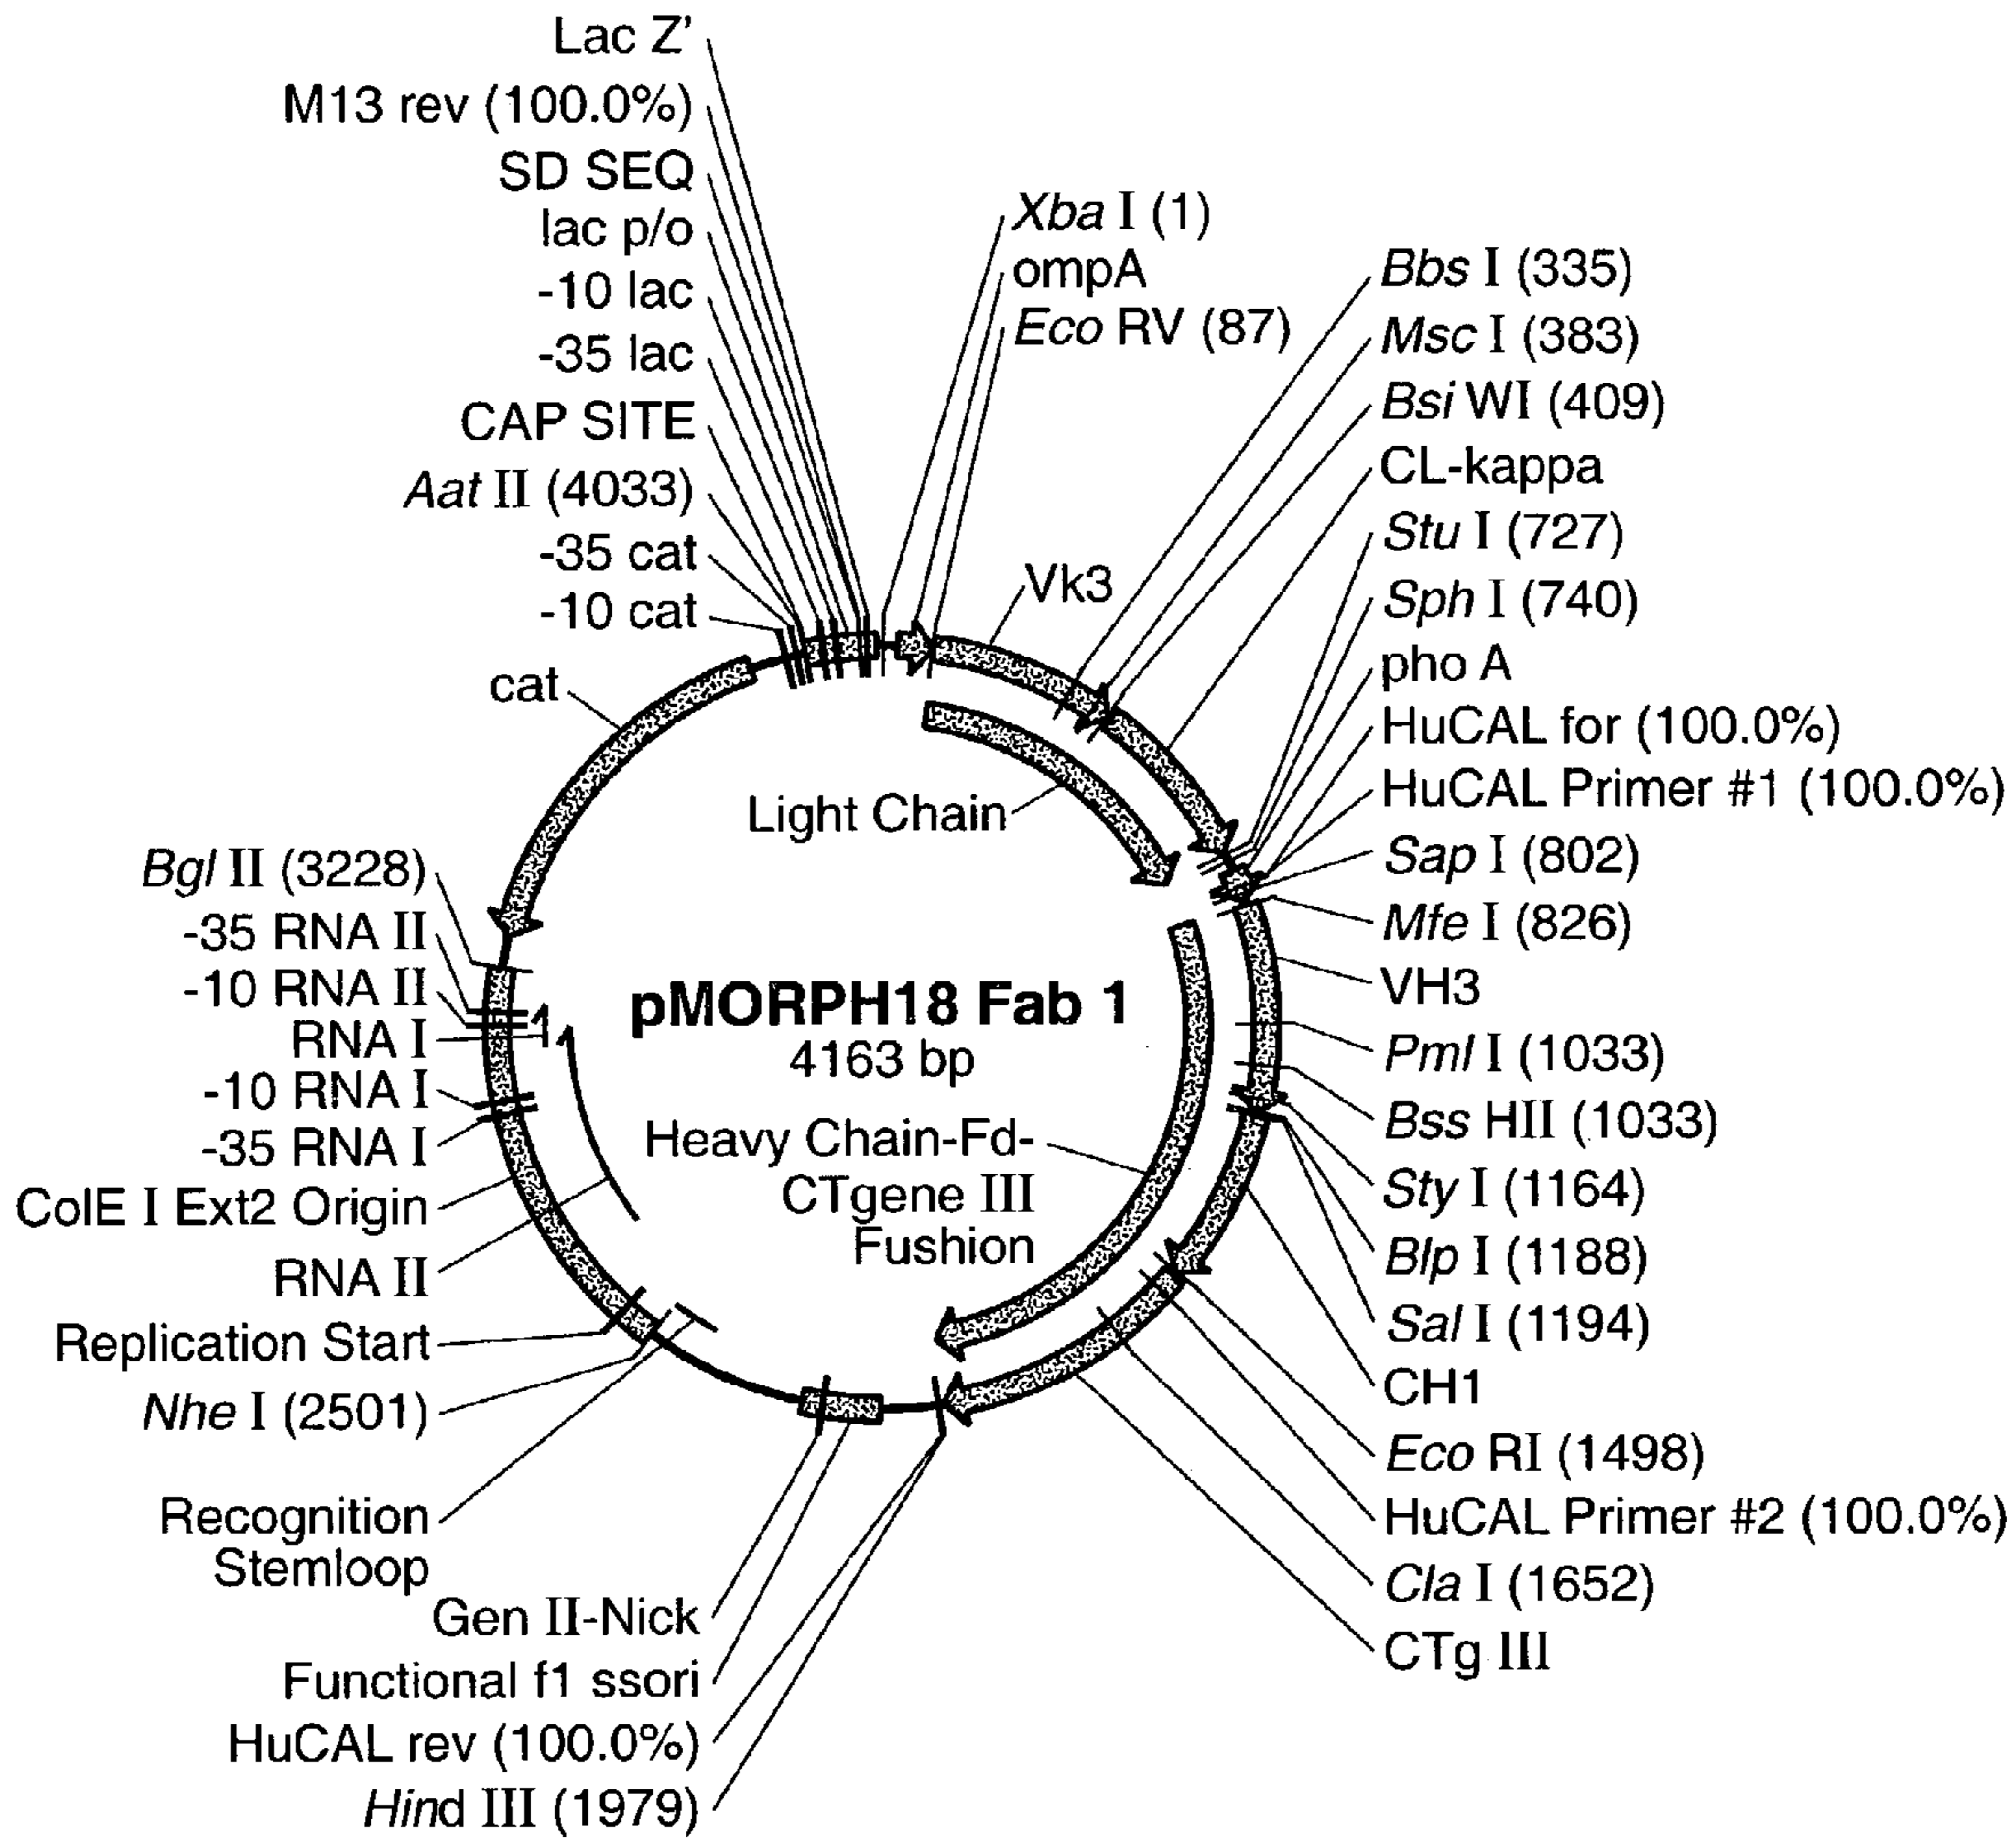 Lac Z'
M13 rev (100.0%)
SD SEQ
lac p/o
-10 lac
-35 lac
CAP SITE
Aat II (4033)
-35 cat
-10 cat
cat
Xba I (1)
ompA
Eco RV (87)
Vk3
Bbs I (335)
Msc I (383)
Bsi WI (409)
CL-kappa
Stu I (727)
Sph I (740)
pho A
HuCAL for (100.0%)
HuCAL Primer #1 (100.0%)
Sap I (802)
Mfe I (826)
VH3
Pml I (1033)
Bss HII (1033)
Sty I (1164)
Blp I (1188)
Sal I (1194)
CH1
Eco RI (1498)
HuCAL Primer #2 (100.0%)
Cla I (1652)
CTg III
Light Chain
pMORPH18 Fab 1
4163 bp
Heavy Chain-Fd-
CTgene III
Fushion
Bgl II (3228)
-35 RNA II
-10 RNA II
RNA I
-10 RNA I
-35 RNA I
ColE I Ext2 Origin
RNA II
Replication Start
Nhe I (2501)
Recognition
Stemloop
Gen II-Nick
Functional f1 ssori
HuCAL rev (100.0%)
Hind III (1979)